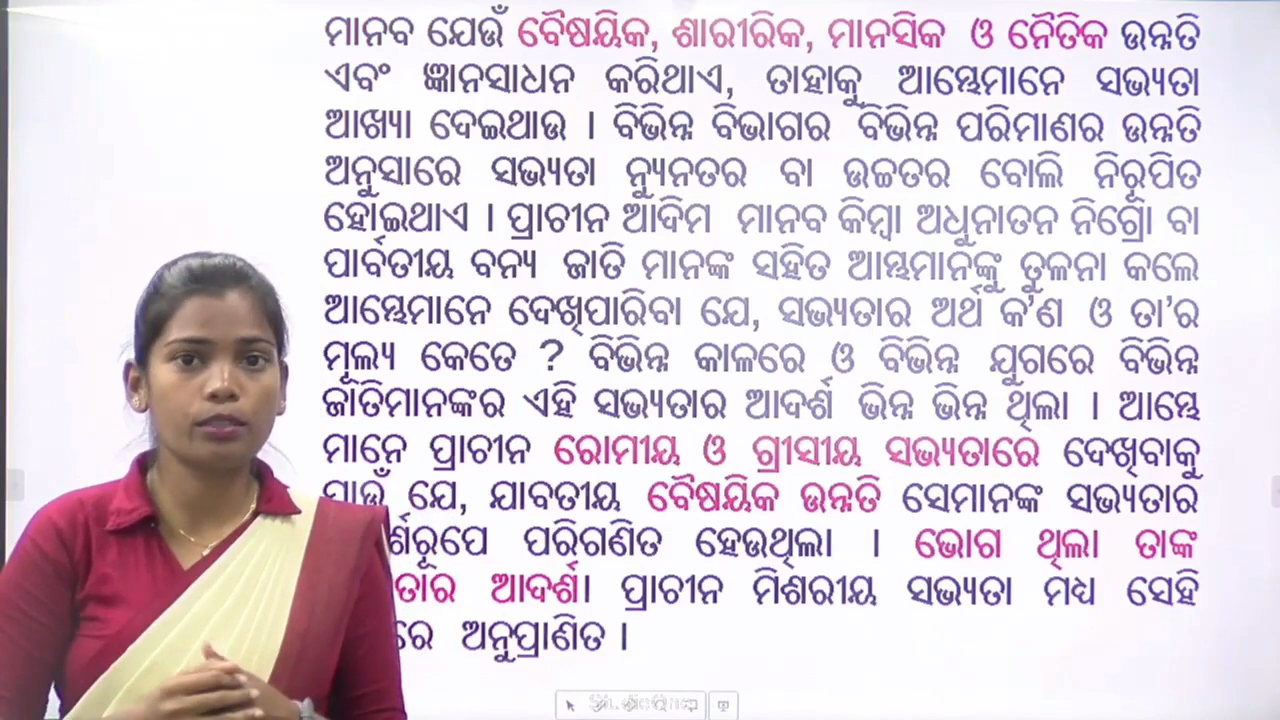 ମାନବ ଯେଉଁ ବୈଷୟିକ, ଶାରୀରିକ, ମାନସିକ ଓ ନୈତିକ ଉନ୍ନତି
ଏବଂ ଜ୍ଞାନସାଧନ କରିଥାଏ, ତାହାକୁ ଆମ୍ଭେମାନେ ସଭ୍ୟତା
ଆଖ୍ୟା ଦେଇଥାଉ । ବିଭିନ୍ନ ବିଭାଗର ବିଭିନ୍ନ ପରିମାଣର ଉନ୍ନତି
ଅନୁସାରେ ସଭ୍ୟତା ନ୍ୟୁନତର ବା ଉଚ୍ଚତର ବୋଲି ନିରୂପିତ
ହୋଇଥାଏ । ପ୍ରାଚୀନ ଆଦିମ ମାନବ କିମ୍ବା ଅଧୁନାତନ ନିଗ୍ରୋ ବା
ପାର୍ବତୀୟ ବନ୍ୟ ଜାତି ମାନଙ୍କ ସହିତ ଆମ୍ଭମାନଙ୍କୁ ତୁଳନା କଲେ
ଆମ୍ଭେମାନେ ଦେଖିପାରିବା ଯେ, ସଭ୍ୟତାର ଅର୍ଥ କ'ଣ ଓ ତା'ର
ମୂଲ୍ୟ କେତେ ? ବିଭିନ୍ନ କାଳରେ ଓ ବିଭିନ୍ନ ଯୁଗରେ ବିଭିନ୍ନ
ଜାତିମାନଙ୍କର ଏହି ସଭ୍ୟତାର ଆଦର୍ଶ ଭିନ୍ନ ଭିନ୍ନ ଥିଲା । ଆମ୍ଭେ
ମାନେ ପ୍ରାଚୀନ ରୋମୀୟ ଓ ଗ୍ରୀସୀୟ ସଭ୍ୟତାରେ ଦେଖିବାକୁ
ଯେ, ଯାବତୀୟ ବୈଷୟିକ ଉନ୍ନତି ସେମାନଙ୍କ ସଭ୍ୟତାର
ର୍ଶରୂପେ ପରିଗଣିତ ହେଉଥିଲା । ଭୋଗ ଥିଲା ତାଙ୍କ
ତାର ଆଦର୍ଶ। ପ୍ରାଚୀନ ମିଶରୀୟ ସଭ୍ୟତା ମଧ୍ୟ ସେହି
ରେ ଅନୁପ୍ରାଣିତ ।